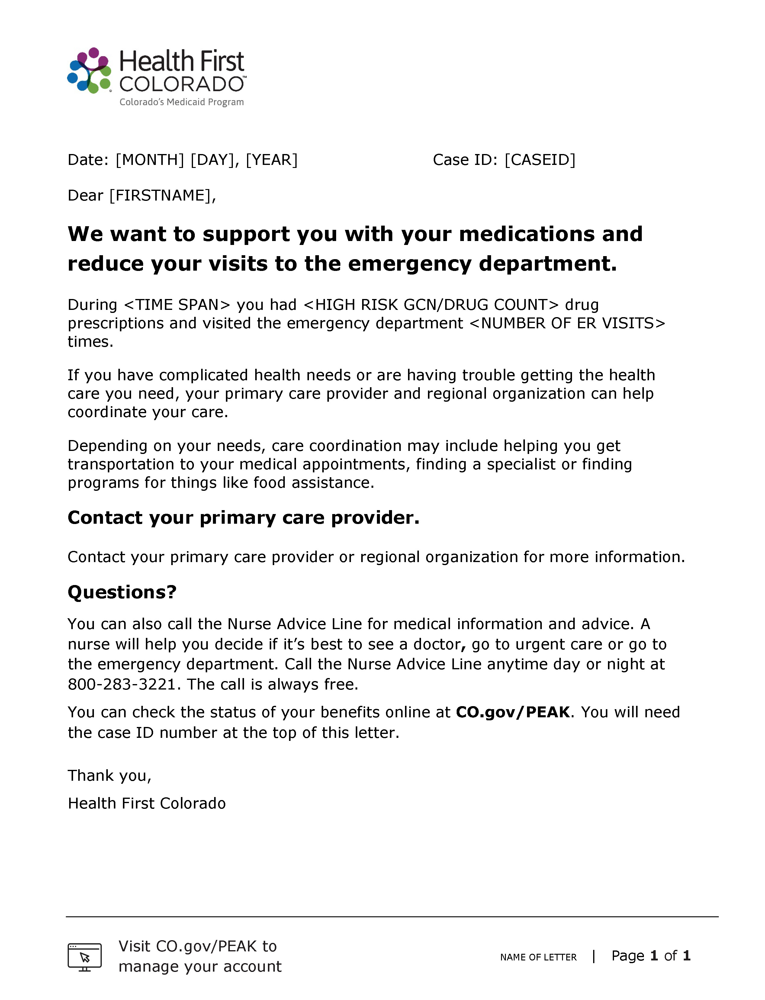 Health First
COLORADO™
Colorado's Medicaid Program
Date: [MONTH] [DAY], [YEAR] Case ID: [CASEID]
Dear [FIRSTNAME],
We want to support you with your medications and
reduce your visits to the emergency department.
During <TIME SPAN> you had <HIGH RISK GCN/DRUG COUNT> drug
prescriptions and visited the emergency department <NUMBER OF ER VISITS>
times.
If you have complicated health needs or are having trouble getting the health
care you need, your primary care provider and regional organization can help
coordinate your care.
Depending on your needs, care coordination may include helping you get
transportation to your medical appointments, finding a specialist or finding
programs for things like food assistance.
Contact your primary care provider.
Contact your primary care provider or regional organization for more information.
Questions?
You can also call the Nurse Advice Line for medical information and advice. A
nurse will help you decide if it’s best to see a doctor, go to urgent care or go to
the emergency department. Call the Nurse Advice Line anytime day or night at
800-283-3221. The call is always free.
You can check the status of your benefits online at CO.gov/PEAK. You will need
the case ID number at the top of this letter.
Thank you,
Health First Colorado
Visit CO.gov/PEAK to
manage your account
NAME OF LETTER | Page 1 of 1